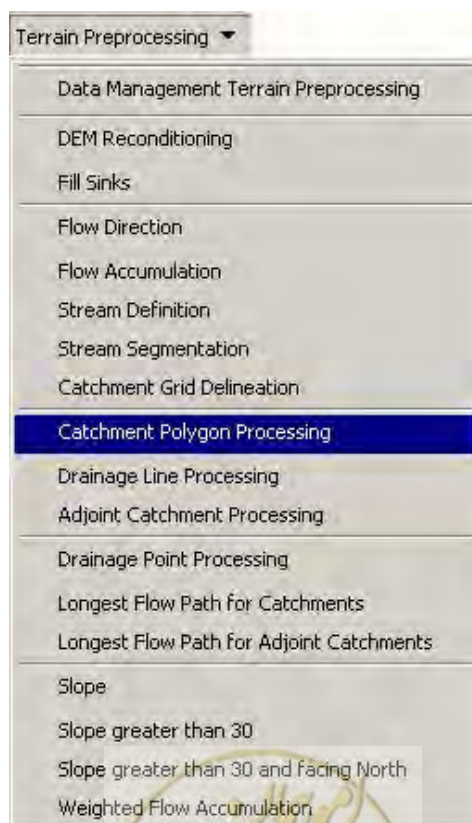 Terrain Preprocessing
Data Management Terrain Preprocessing
DEM Reconditioning
Fill Sinks
Flow Direction
Flow Accumulation
Stream Definition
Stream Segmentation
Catchment Grid Delineation
Catchment Polygon Processing
Drainage Line Processing
Adjoint Catchment Processing
Drainage Point Processing
Longest Flow Path for Catchments
Longest Flow Path for Adjoint Catchments
Slope
Slope greater than 30
Slope greater than 30 and facing North
Weighted Flow Accumulation